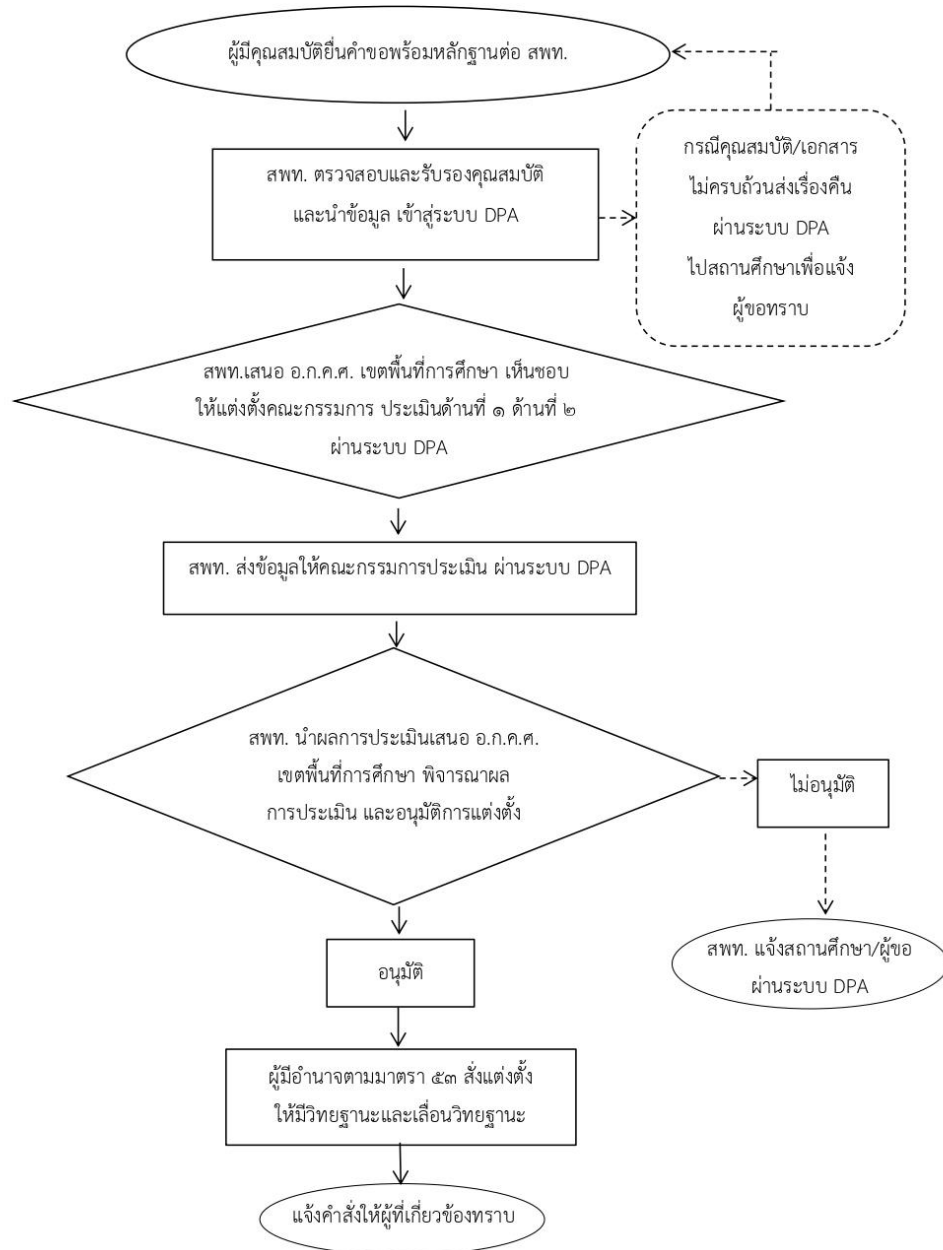 ผู้มีคุณสมบัติยื่นคำขอพร้อมหลักฐานต่อ สพท.
สพท. ตรวจสอบและรับรองคุณสมบัติ
และนำข้อมูล เข้าสู่ระบบ DPA
กรณีคุณสมบัติ/เอกสาร
ไม่ครบถ้วนส่งเรื่องคืน
ผ่านระบบ DPA
ไปสถานศึกษาเพื่อแจ้ง
ผู้ขอทราบ
สพท.เสนอ อ.ก.ค.ศ. เขตพื้นที่การศึกษา เห็นชอบ
ให้แต่งตั้งคณะกรรมการ ประเมินด้านที่ ๑ ด้านที่ ๒
ผ่านระบบ DPA
สพท. ส่งข้อมูลให้คณะกรรมการประเมิน ผ่านระบบ DPA
สพท. นำผลการประเมินเสนอ อ.ก.ค.ศ.
เขตพื้นที่การศึกษา พิจารณาผล
การประเมิน และอนุมัติการแต่งตั้ง
ไม่อนุมัติ
สพท. แจ้งสถานศึกษา/ผู้ขอ
ผ่านระบบ DPA
อนุมัติ
ผู้มีอำนาจตามมาตรา ๕๓ สั่งแต่งตั้ง
ให้มีวิทยฐานะและเลื่อนวิทยฐานะ
แจ้งคำสั่งให้ผู้ที่เกี่ยวข้องทราบ